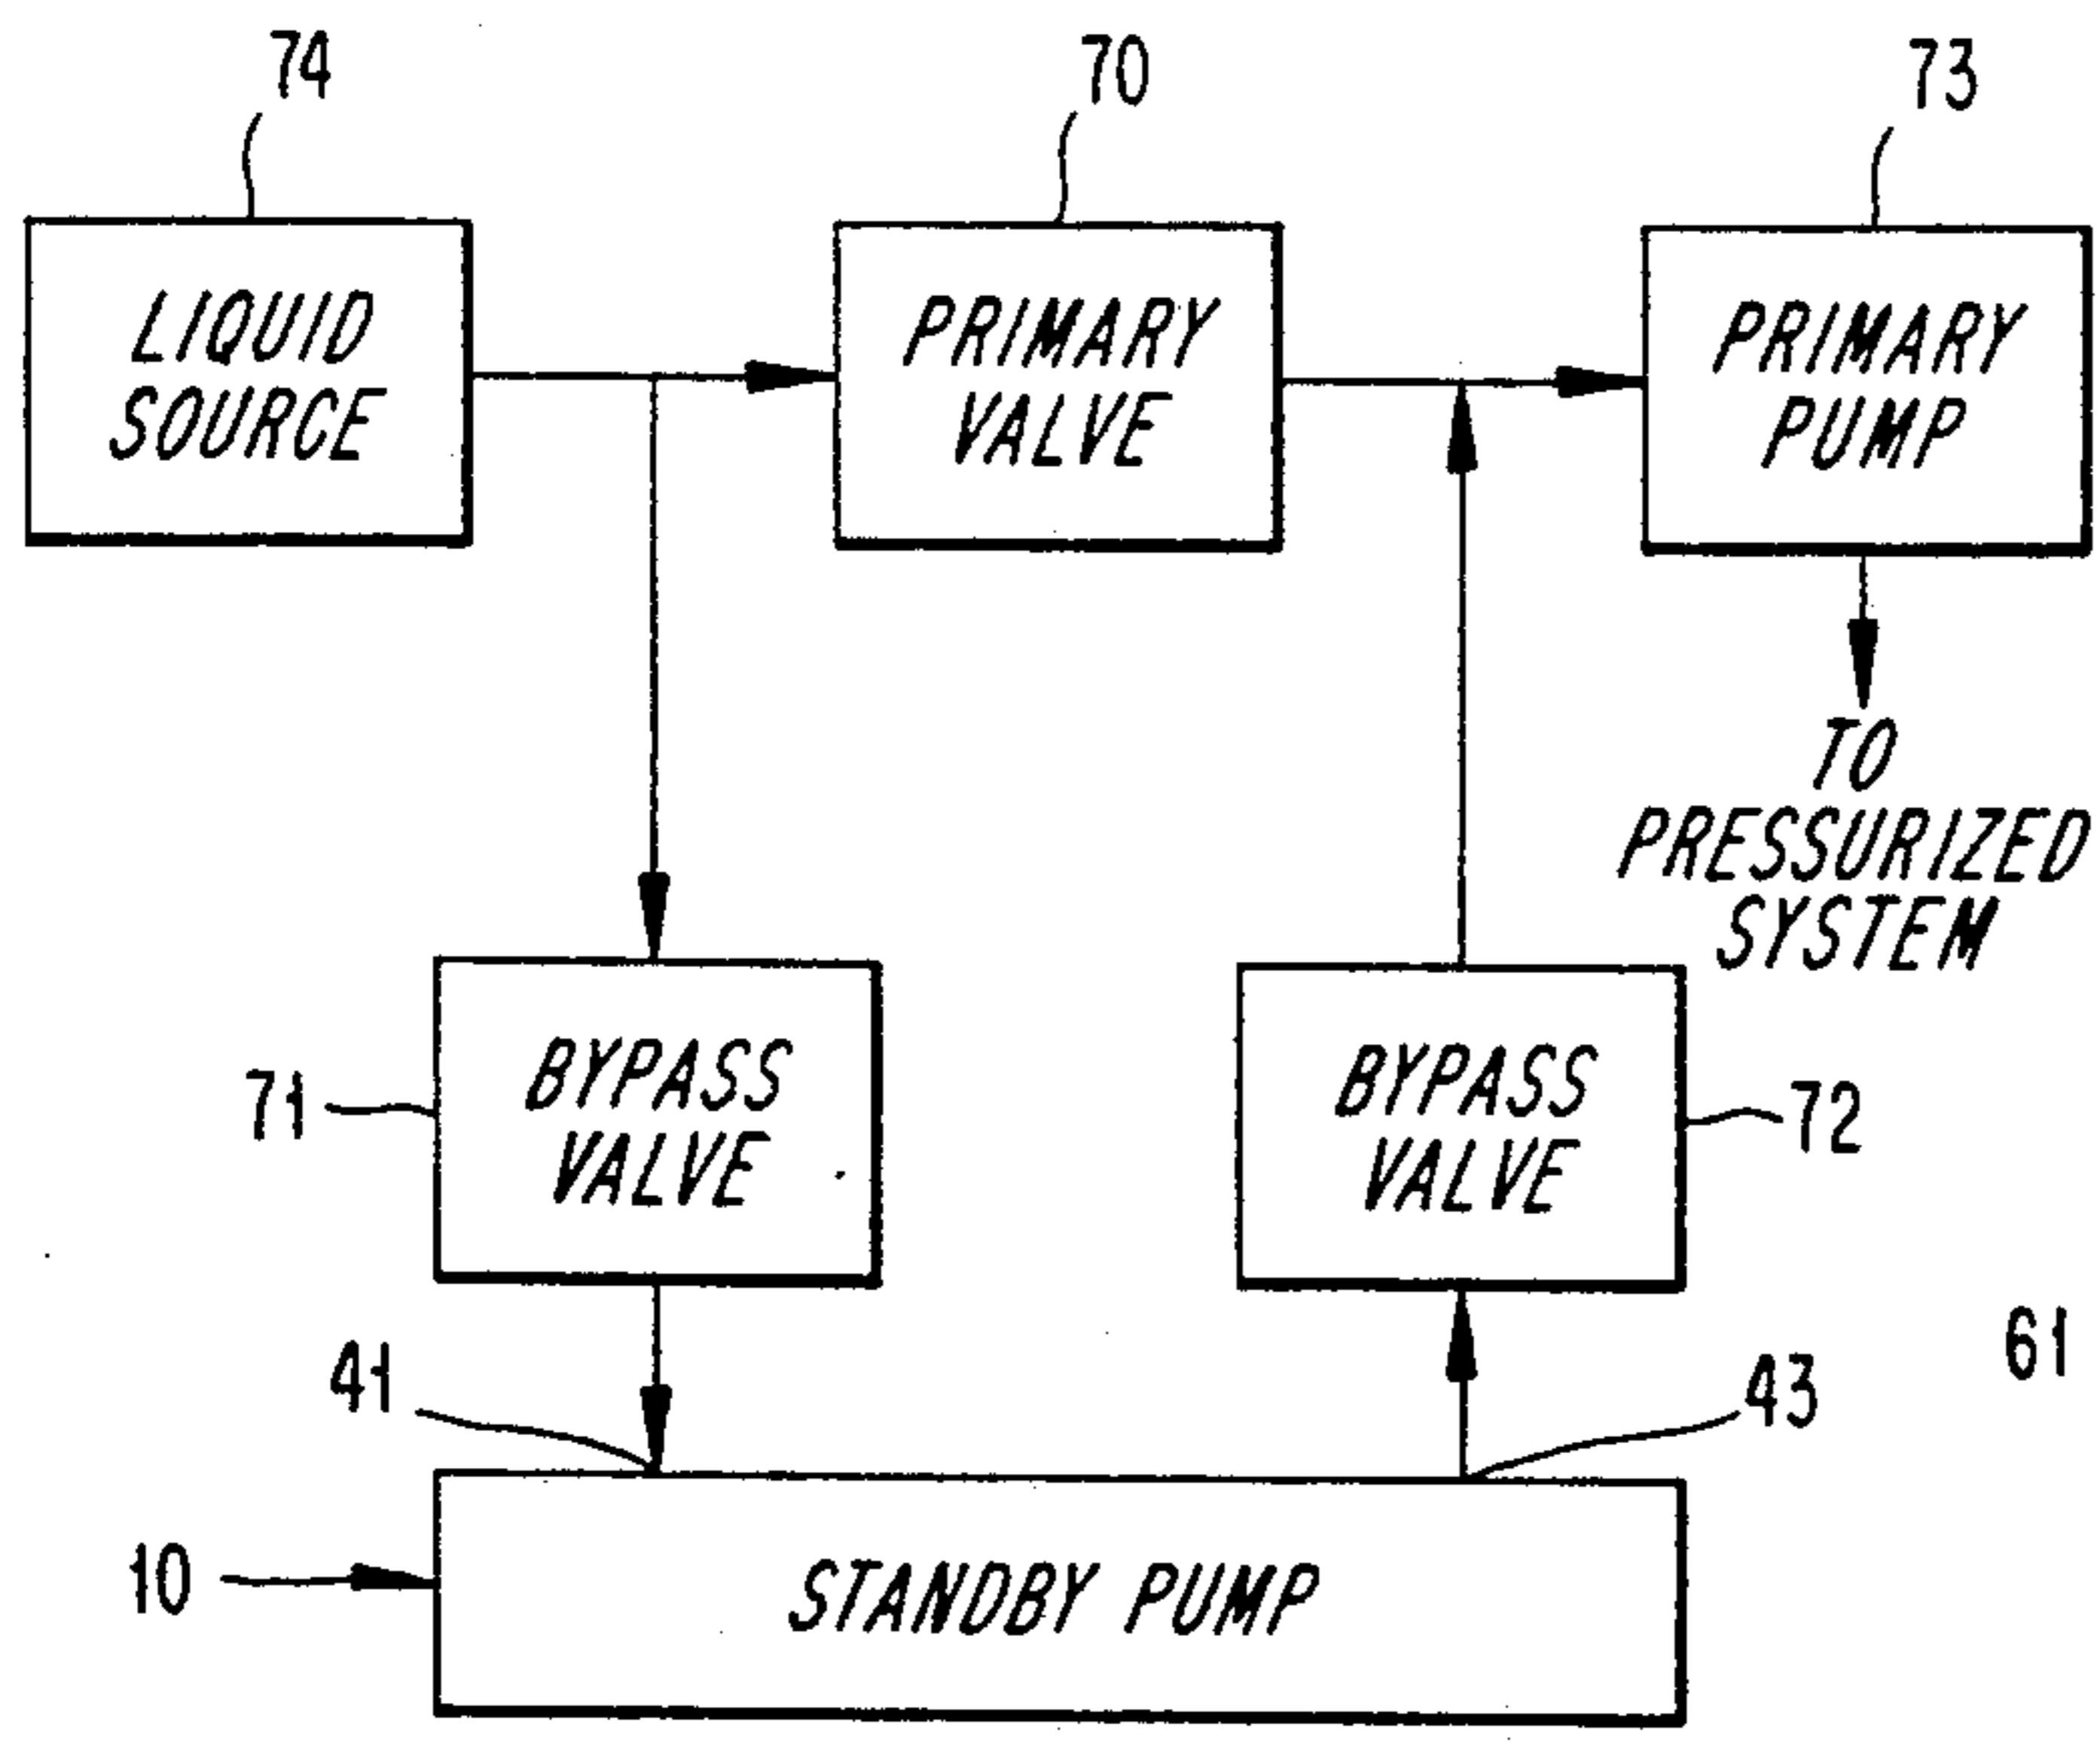 74
70
73
LIQUID
SOURCE
PRIMARY
VALVE
PRIMARY
PUMP
TO
PRESSURIZED
SYSTEM
71
BYPASS
VALVE
BYPASS
VALVE
72
41
43
61
10
STANDBY PUMP